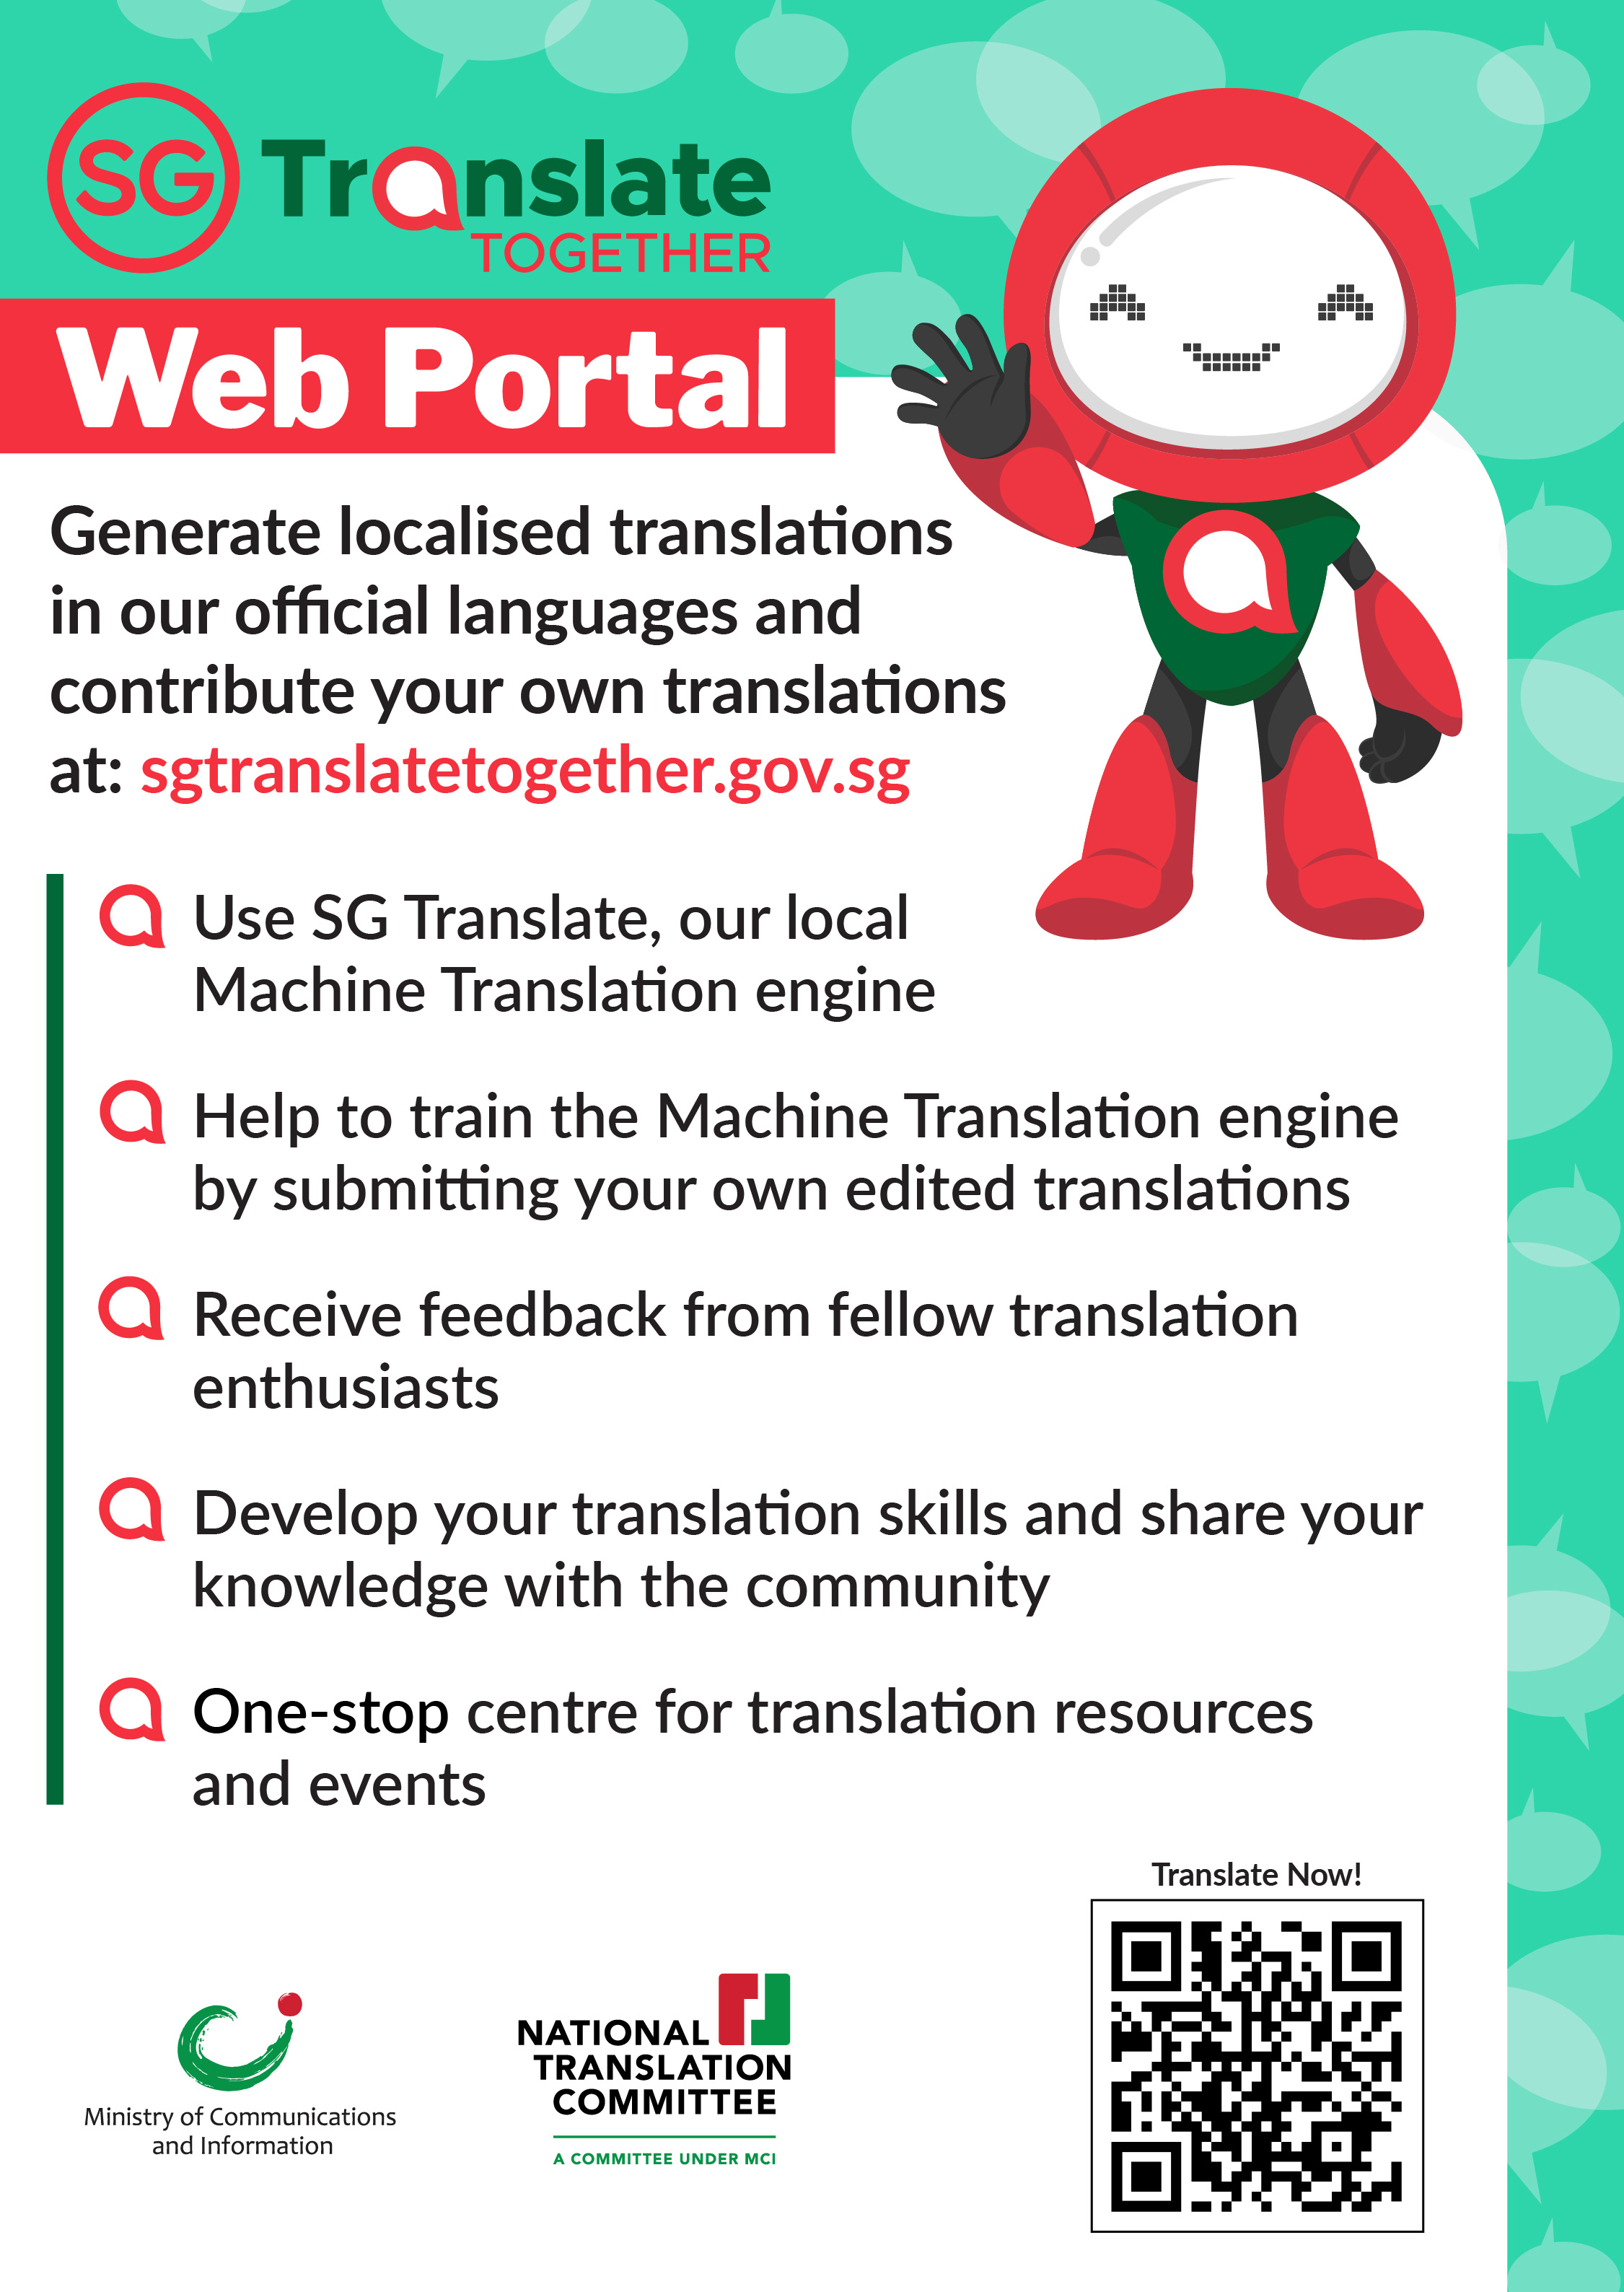 SG Translate
TOGETHER
Web Portal
Generate localised translations
in our official languages and
contribute your own translations
at: sgtranslatetogether.gov.sg
Use SG Translate, our local
Machine Translation engine
Help to train the Machine Translation engine
by submitting your own edited translations
Receive feedback from fellow translation
enthusiasts
Develop your translation skills and share your
knowledge with the community
One-stop centre for translation resources
and events
Translate Now!
Ministry of Communications
and Information
NATIONAL
TRANSLATION
COMMITTEE
A COMMITTEE UNDER MCI